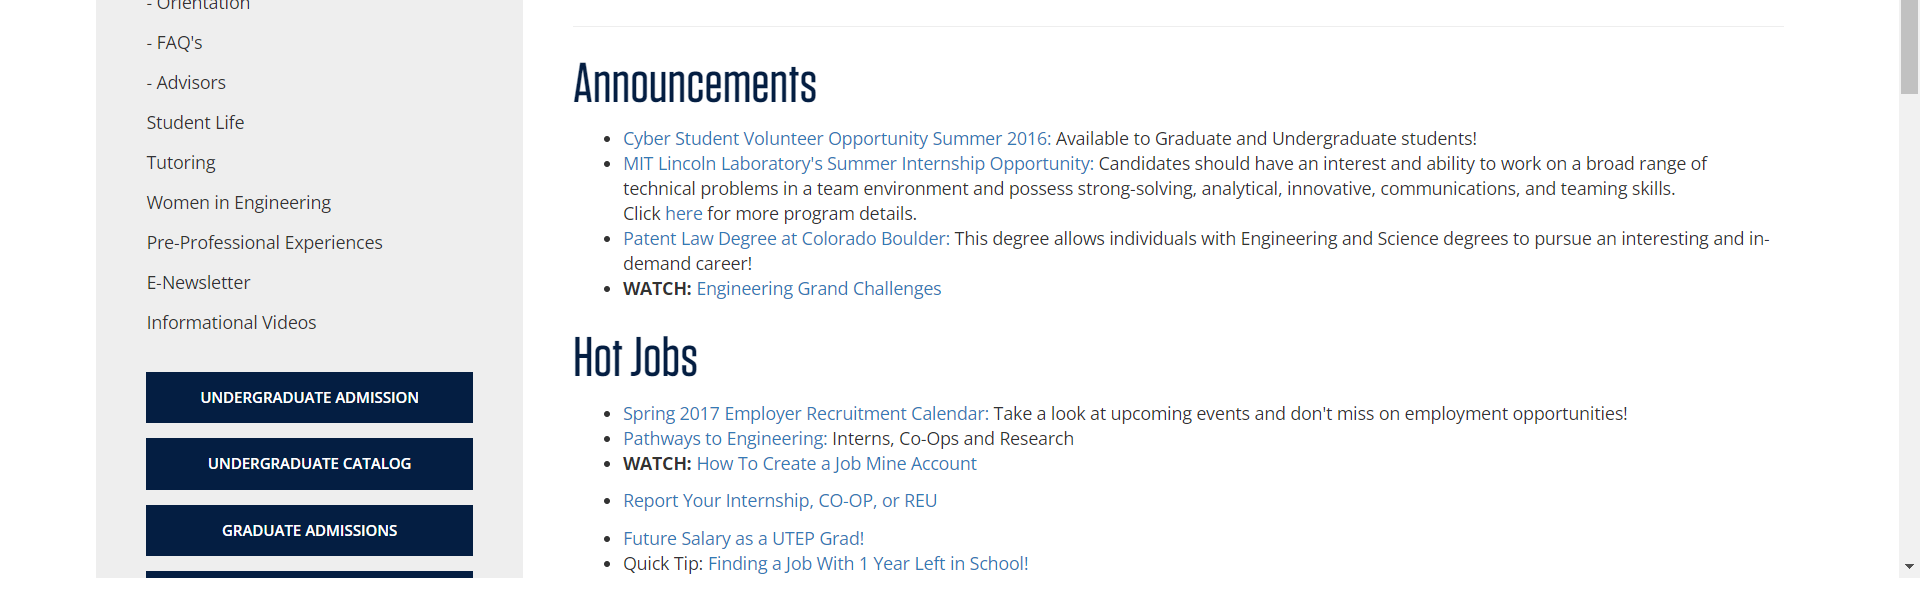 - Orientation
- FAQ's
- Advisors
Student Life
Tutoring
Women in Engineering
Pre-Professional Experiences
E-Newsletter
Informational Videos
UNDERGRADUATE ADMISSION
UNDERGRADUATE CATALOG
GRADUATE ADMISSIONS
Announcements
Cyber Student Volunteer Opportunity Summer 2016: Available to Graduate and Undergraduate students!
MIT Lincoln Laboratory's Summer Internship Opportunity: Candidates should have an interest and ability to work on a broad range of
technical problems in a team environment and possess strong-solving, analytical, innovative, communications, and teaming skills.
Click here for more program details.
Patent Law Degree at Colorado Boulder: This degree allows individuals with Engineering and Science degrees to pursue an interesting and in-
demand career!
WATCH: Engineering Grand Challenges
Hot Jobs
Spring 2017 Employer Recruitment Calendar: Take a look at upcoming events and don't miss on employment opportunities!
Pathways to Engineering: Interns, Co-Ops and Research
WATCH: How To Create a Job Mine Account
Report Your Internship, CO-OP, or REU
Future Salary as a UTEP Grad!
Quick Tip: Finding a Job With 1 Year Left in School!